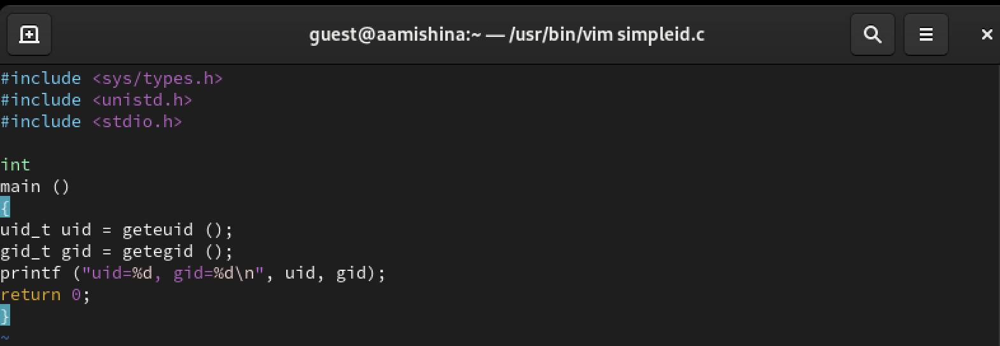 guest@aamishina:~ — /usr/bin/vim simpleid.c
#include <sys/types.h>
#include <unistd.h>
#include <stdio.h>
int
main ()
{
uid_t uid = geteuid ();
gid_t gid = getegid ();
printf ("uid=%d, gid=%d\n", uid, gid);
return 0;
}
~